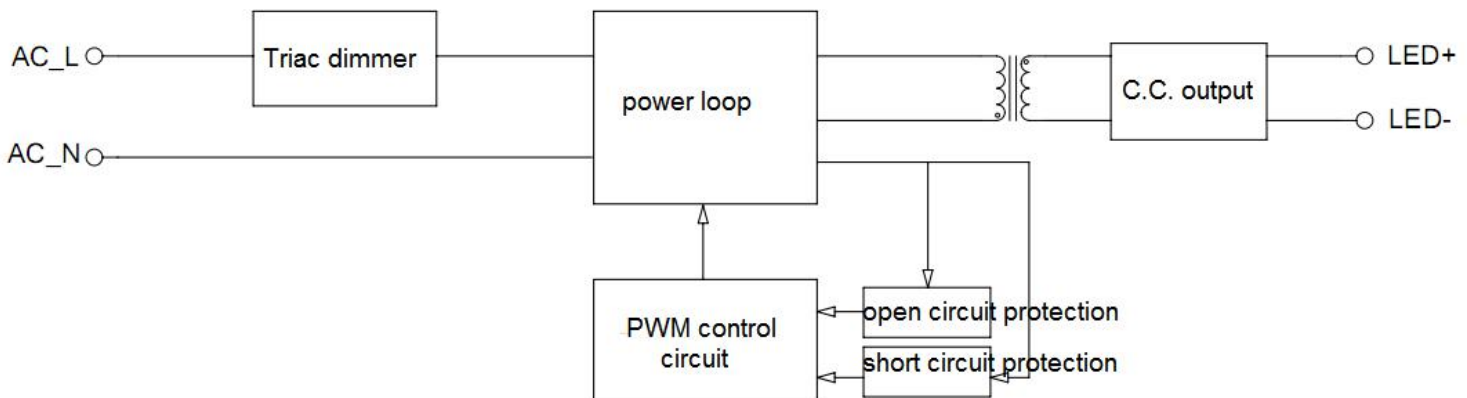 AC_L
Triac dimmer
power loop
C.C. output
LED+
LED-
AC_N
PWM control
circuit
open circuit protection
short circuit protection